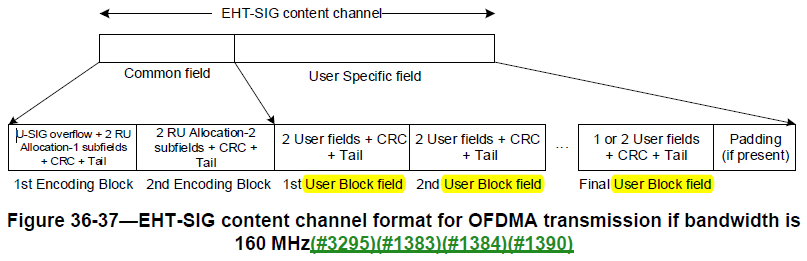 EHT-SIG content channel
Common field
User Specific field
U-SIG overflow + 2 RU
Allocation-1 subfields
+ CRC + Tail
2 RU Allocation-2
subfields + CRC +
Tail
2 User fields + CRC
+ Tail
2 User fields + CRC
+ Tail
...
1 or 2 User fields
+ CRC + Tail
Padding
(if present)
1st Encoding Block
2nd Encoding Block
1st User Block field
2nd User Block field
Final User Block field
Figure 36-37—EHT-SIG content channel format for OFDMA transmission if bandwidth is
160 MHz(#3295)(#1383)(#1384)(#1390)